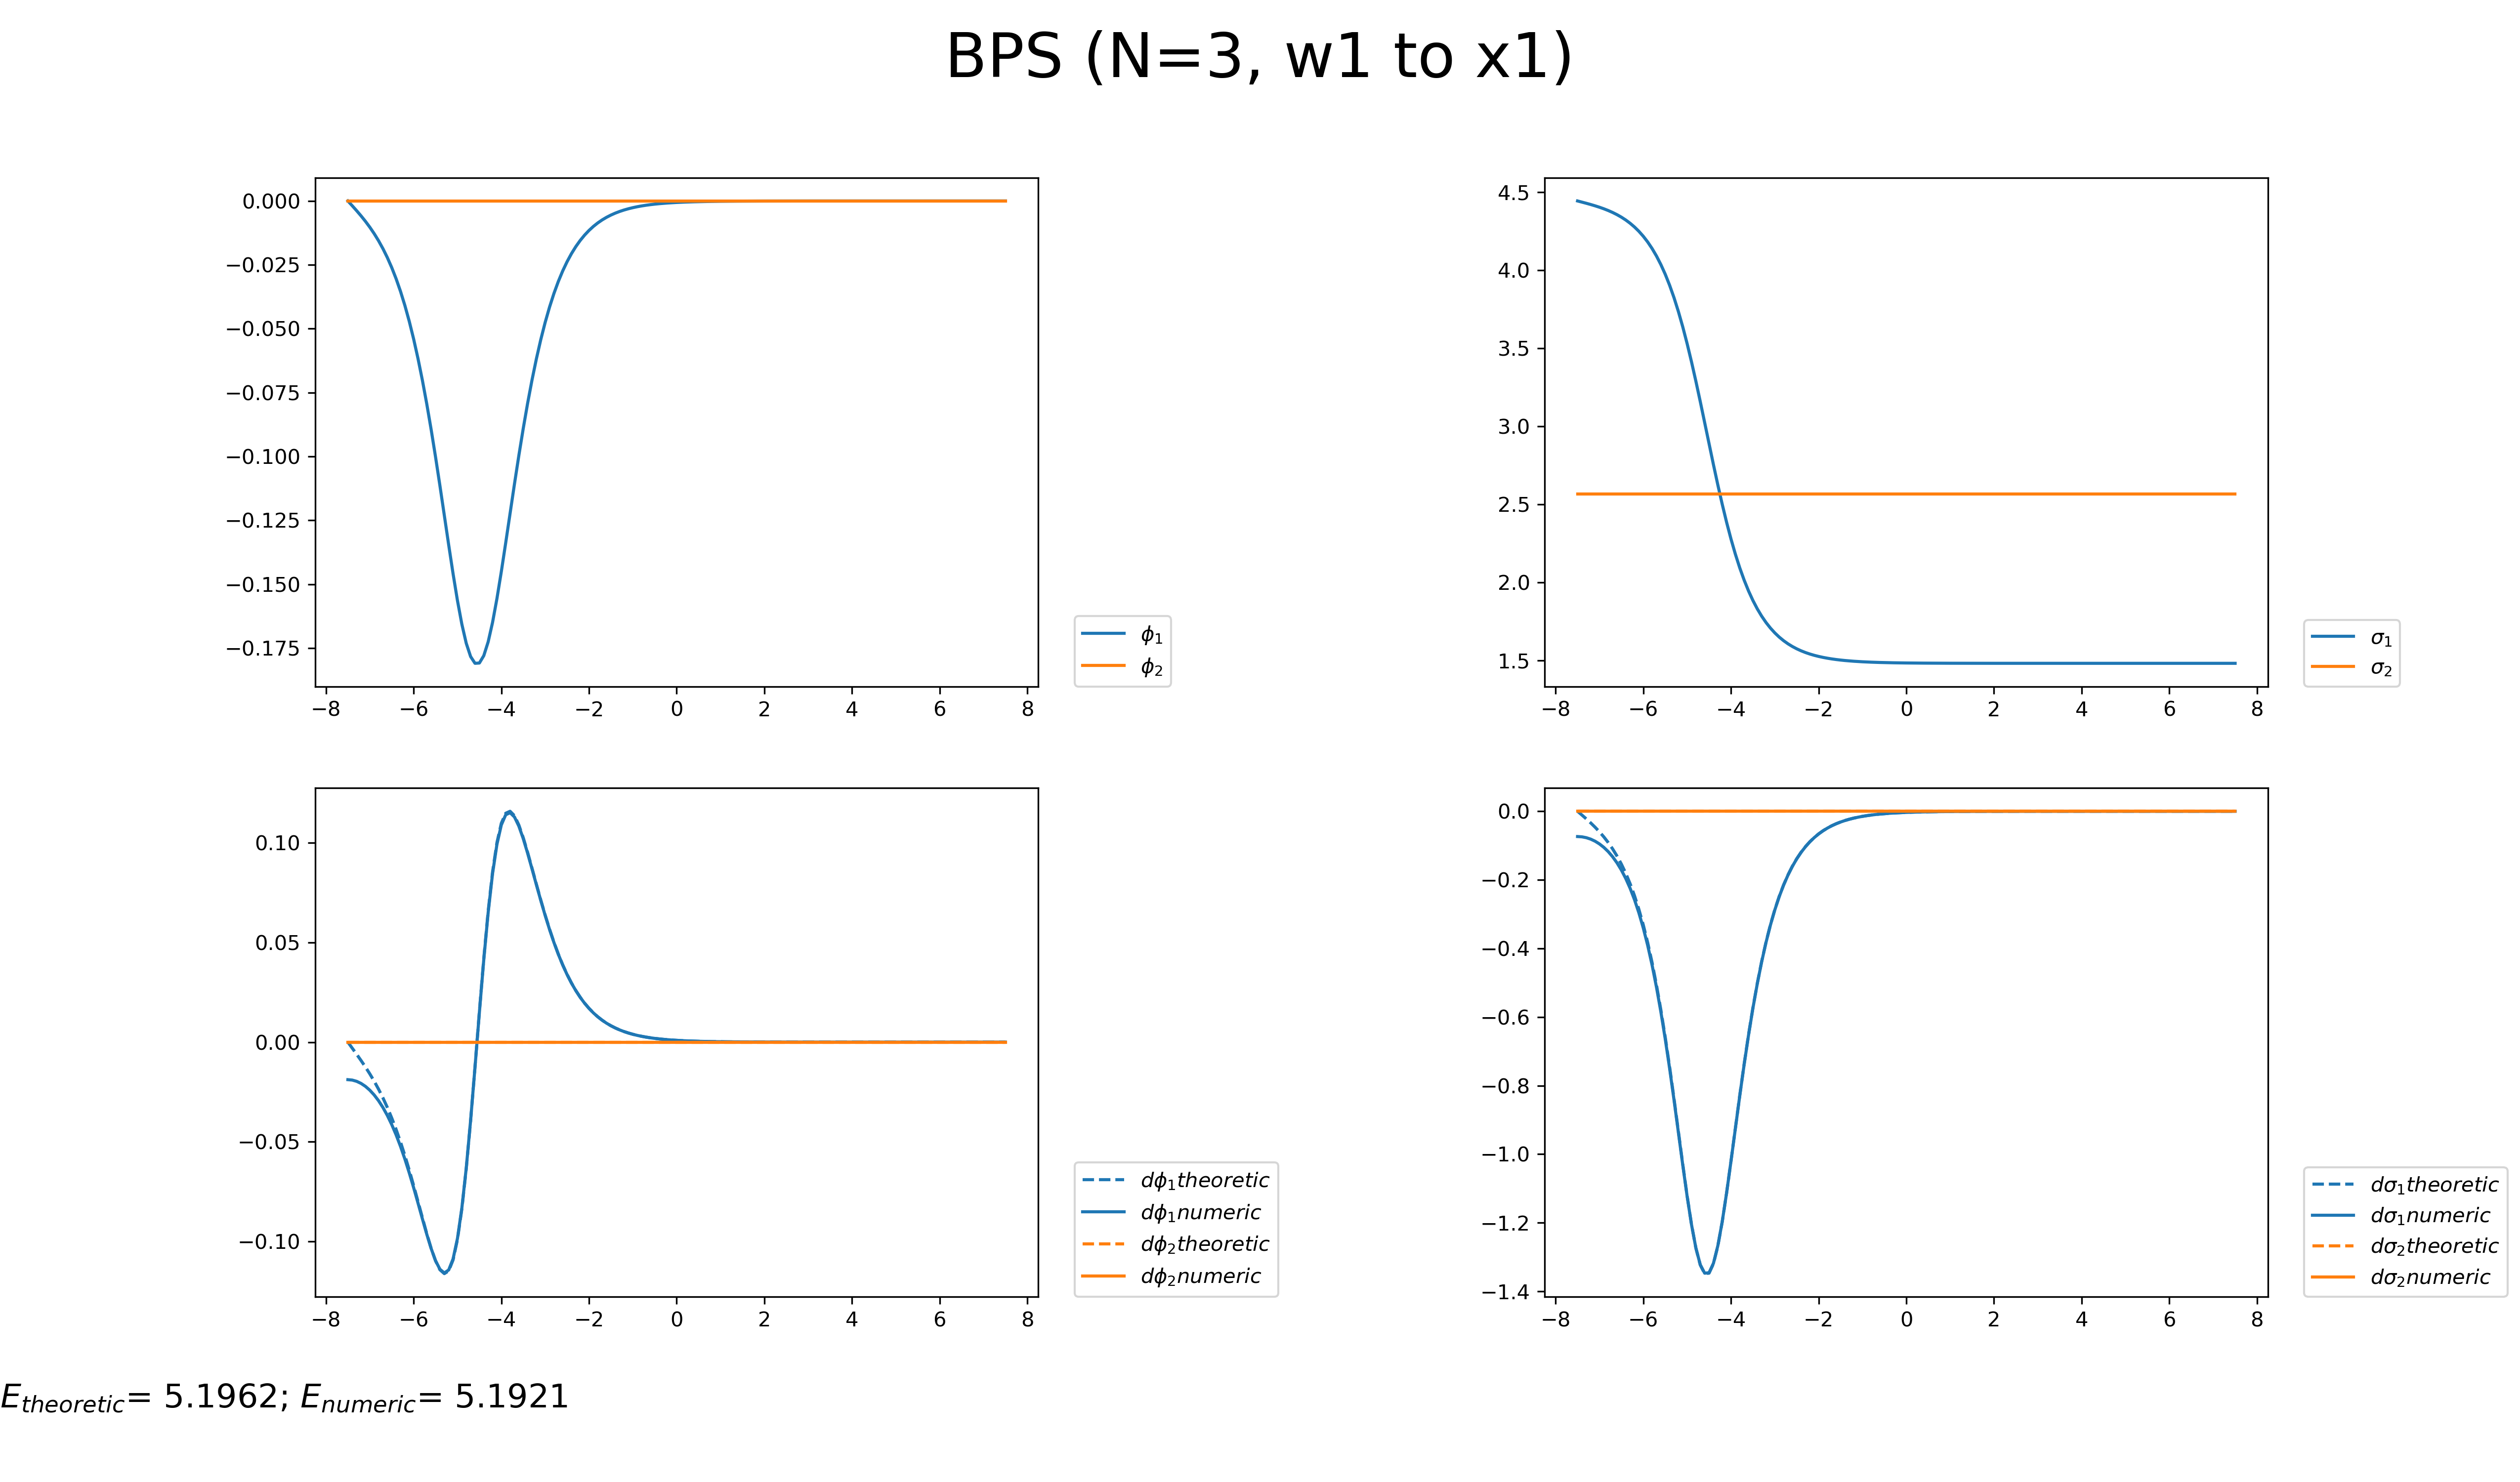 BPS (N=3, w1 to x1)
0.000
−0.025
−0.050
−0.075
−0.100
−0.125
−0.150
−0.175
−8 −6 −4 −2 0 2 4 6 8
ϕ₁
ϕ₂
4.5
4.0
3.5
3.0
2.5
2.0
1.5
−8 −6 −4 −2 0 2 4 6 8
σ₁
σ₂
0.10
0.05
0.00
−0.05
−0.10
−8 −6 −4 −2 0 2 4 6 8
dϕ₁theoretic
dϕ₁numeric
dϕ₂theoretic
dϕ₂numeric
0.0
−0.2
−0.4
−0.6
−0.8
−1.0
−1.2
−1.4
−8 −6 −4 −2 0 2 4 6 8
dσ₁theoretic
dσ₁numeric
dσ₂theoretic
dσ₂numeric
E_theoretic= 5.1962; E_numeric= 5.1921